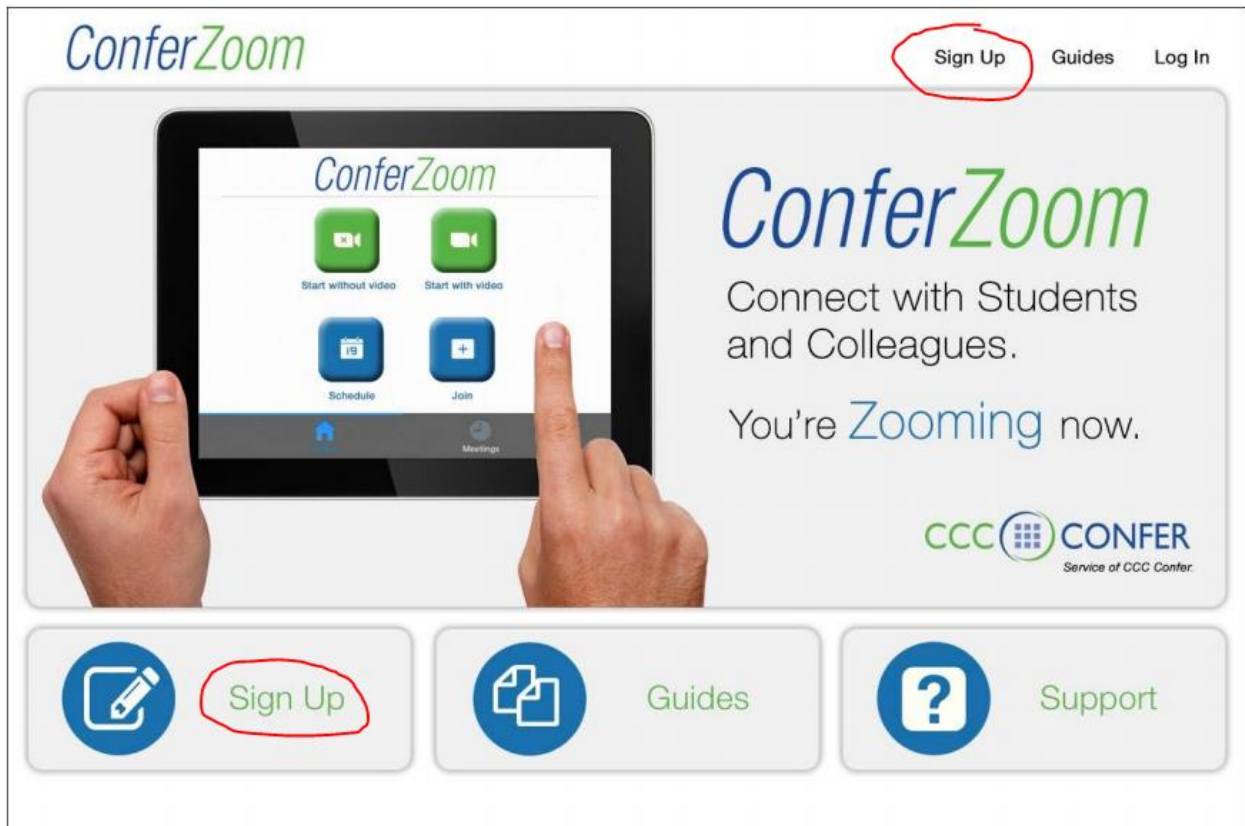 ConferZoom
Sign Up Guides Log In
ConferZoom
Start without video Start with video
19
Schedule Join
Meetings
ConferZoom
Connect with Students
and Colleagues.
You're Zooming now.
CCC CONFER
Service of CCC Confer.
Sign Up
Guides
?
Support